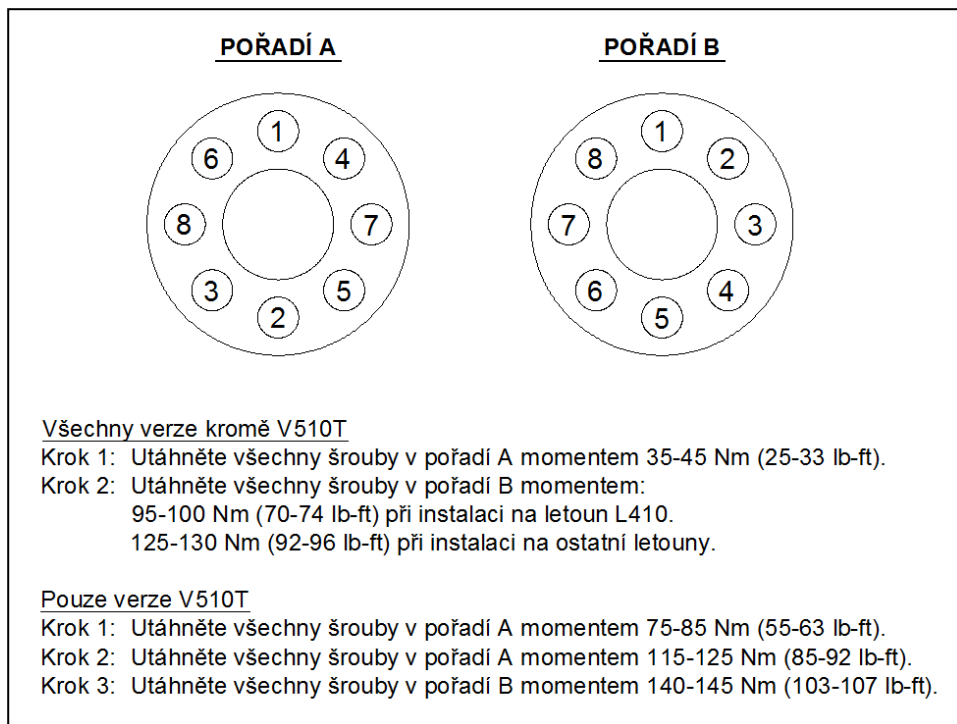 POŘADÍ A POŘADÍ B
1 1
6 4 8 2
8 7 7 3
3 5 6 4
2 5
Všechny verze kromě V510T
Krok 1: Utáhněte všechny šrouby v pořadí A momentem 35-45 Nm (25-33 lb-ft).
Krok 2: Utáhněte všechny šrouby v pořadí B momentem:
95-100 Nm (70-74 lb-ft) při instalaci na letoun L410.
125-130 Nm (92-96 lb-ft) při instalaci na ostatní letouny.
Pouze verze V510T
Krok 1: Utáhněte všechny šrouby v pořadí A momentem 75-85 Nm (55-63 lb-ft).
Krok 2: Utáhněte všechny šrouby v pořadí A momentem 115-125 Nm (85-92 lb-ft).
Krok 3: Utáhněte všechny šrouby v pořadí B momentem 140-145 Nm (103-107 lb-ft).